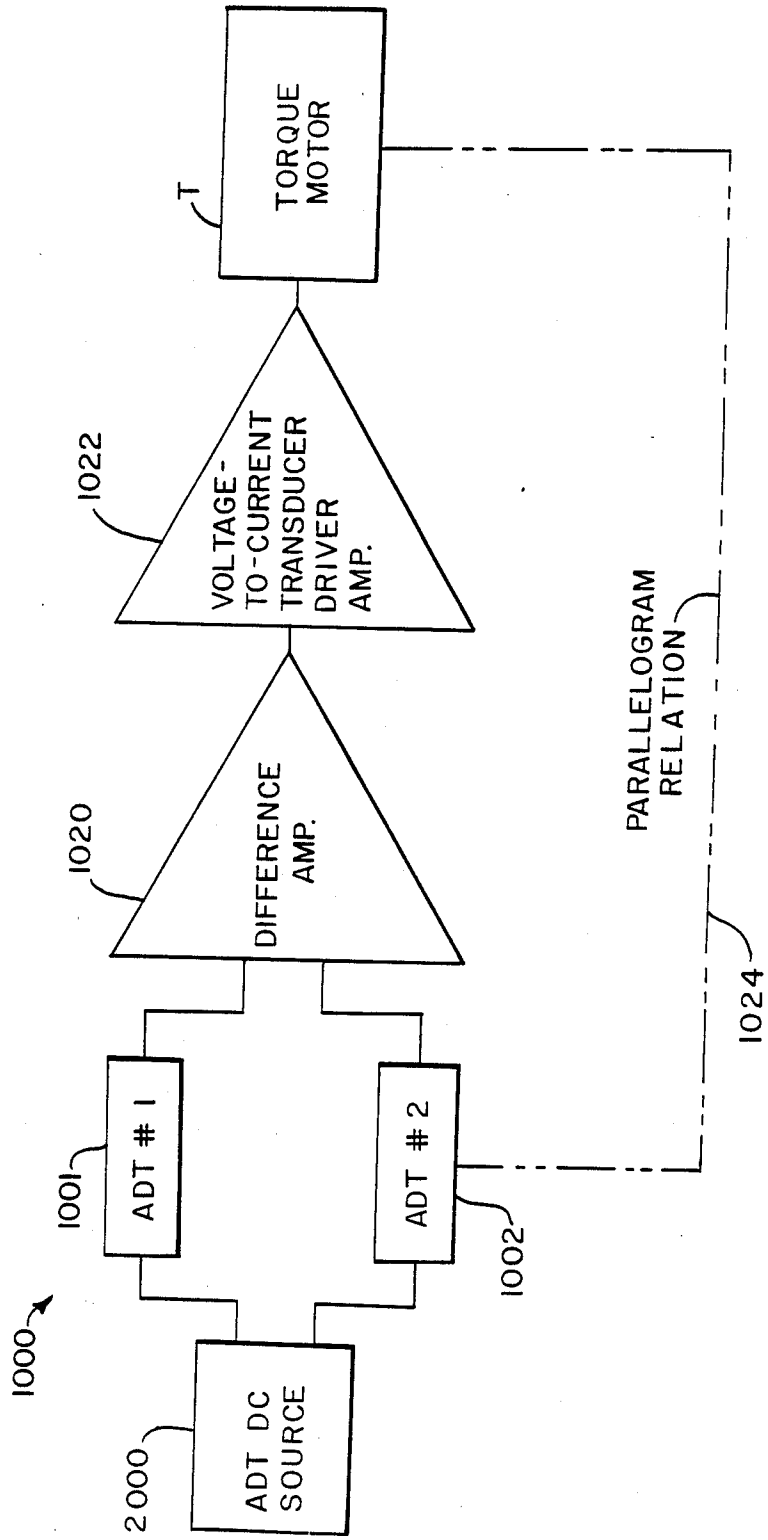 1000
2000
ADT DC
SOURCE
1001
ADT # 1
ADT # 2
1002
1020
DIFFERENCE
AMP.
1022
VOLTAGE-
TO-CURRENT
TRANSDUCER
DRIVER
AMP.
T
TORQUE
MOTOR
PARALLELOGRAM
RELATION
1024